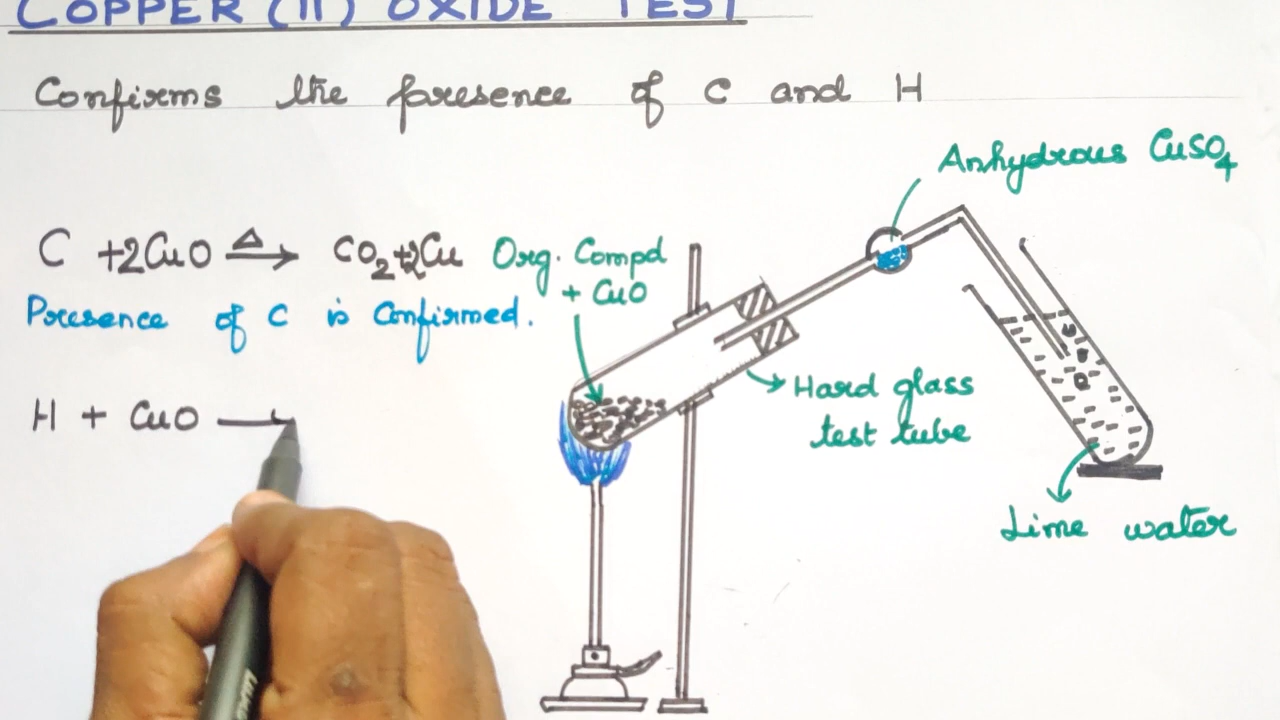 COPPER (II) OXIDE TEST
Confirms the presence of C and H
Anhydrous CuSO₄
C +2CuO △→ CO₂+2Cu
Org. Compd
+ CuO
Presence of C is Confirmed.
Hard glass
test tube
H + CuO →
Lime water